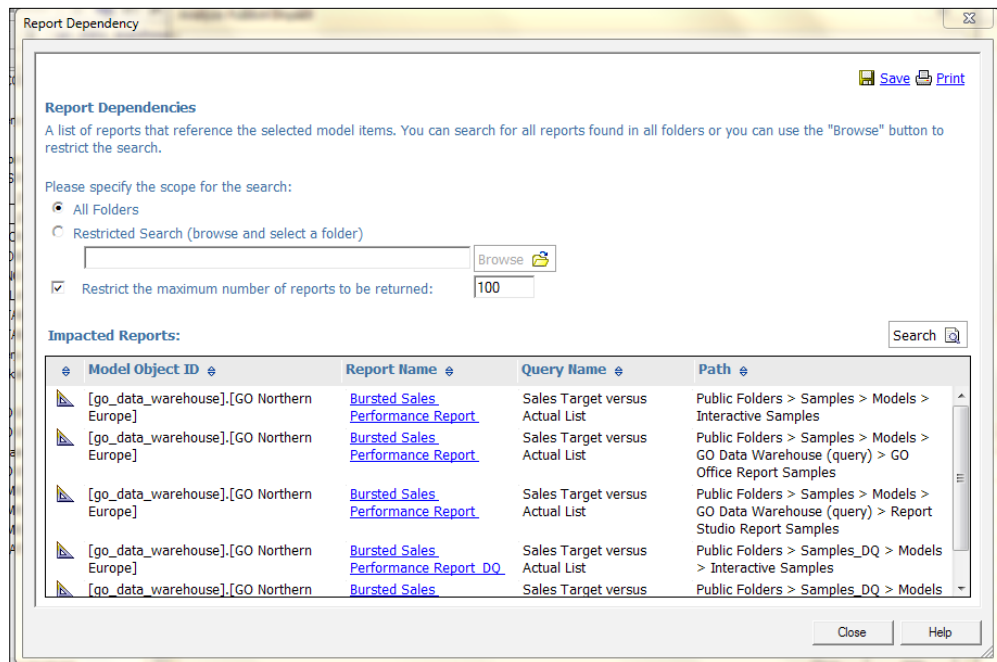 Report Dependency
Save Print
Report Dependencies
A list of reports that reference the selected model items. You can search for all reports found in all folders or you can use the "Browse" button to
restrict the search.
Please specify the scope for the search:
All Folders
Restricted Search (browse and select a folder)
Browse
Restrict the maximum number of reports to be returned: 100
Impacted Reports:
Search
Model Object ID Report Name Query Name Path
[go_data_warehouse].[GO Northern Bursted Sales Sales Target versus Public Folders > Samples > Models >
Europe] Performance Report Actual List Interactive Samples
[go_data_warehouse].[GO Northern Bursted Sales Sales Target versus Public Folders > Samples > Models >
Europe] Performance Report Actual List GO Data Warehouse (query) > GO
Office Report Samples
[go_data_warehouse].[GO Northern Bursted Sales Sales Target versus Public Folders > Samples > Models >
Europe] Performance Report Actual List GO Data Warehouse (query) > Report
Studio Report Samples
[go_data_warehouse].[GO Northern Bursted Sales Sales Target versus Public Folders > Samples_DQ > Models
Europe] Performance Report_DQ Actual List > Interactive Samples
[go_data_warehouse].[GO Northern Bursted Sales Sales Target versus Public Folders > Samples_DQ > Models
Close Help